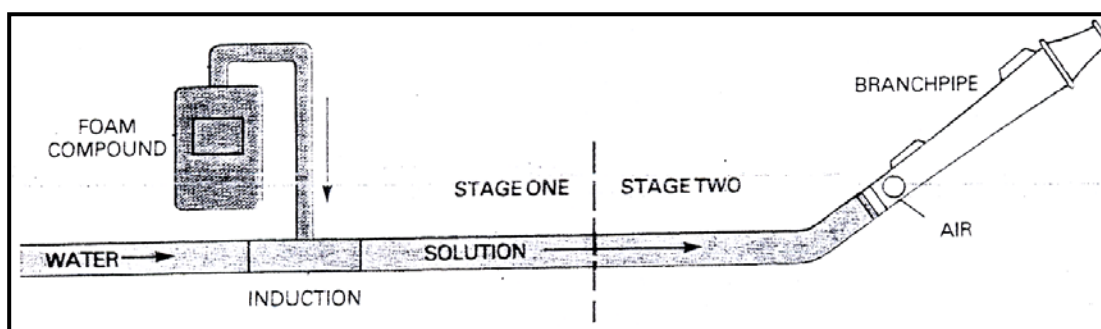 BRANCHPIPE
FOAM
COMPOUND
STAGE ONE
STAGE TWO
AIR
WATER
SOLUTION
INDUCTION